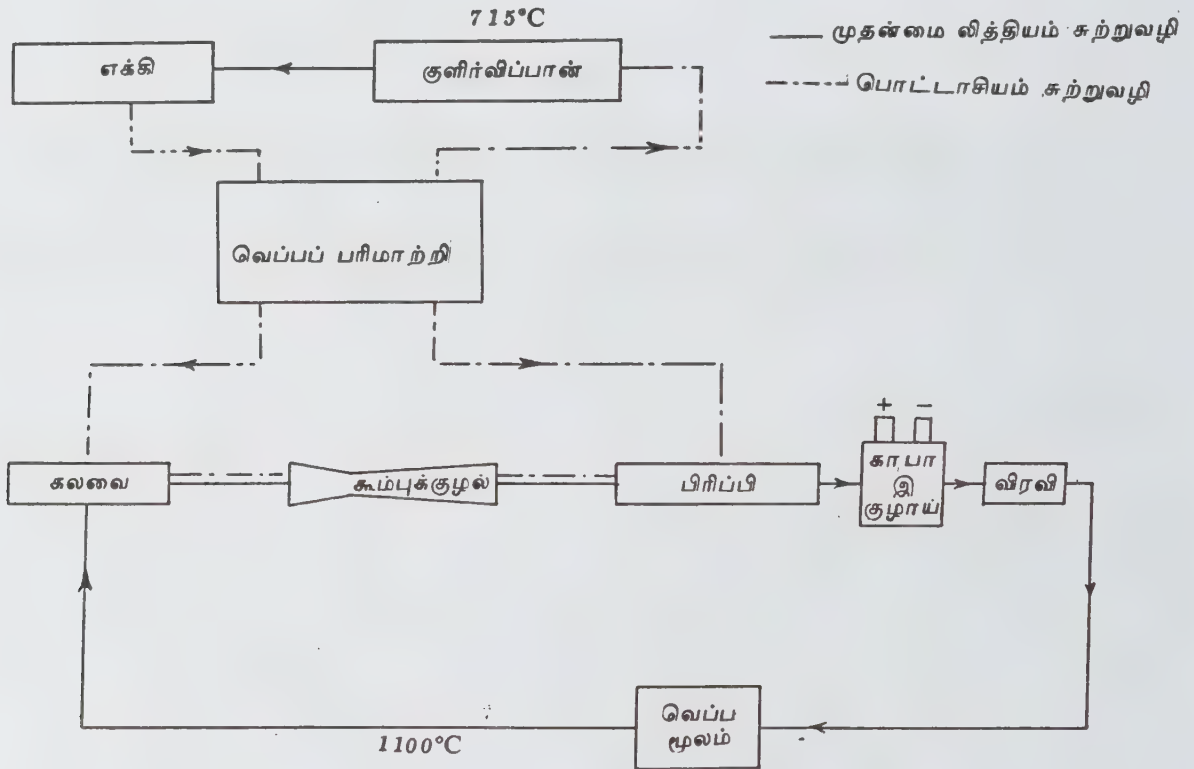 715°C
எக்கி
குளிர்விப்பான்
முதன்மை லித்தியம் சுற்றுவழி
பொட்டாசியம் சுற்றுவழி
வெப்பப் பரிமாற்றி
கலவை
கூம்புக்குழல்
பிரிப்பி
+ −
காபா
இ
குழாய்
விரவி
வெப்ப
மூலம்
1100°C